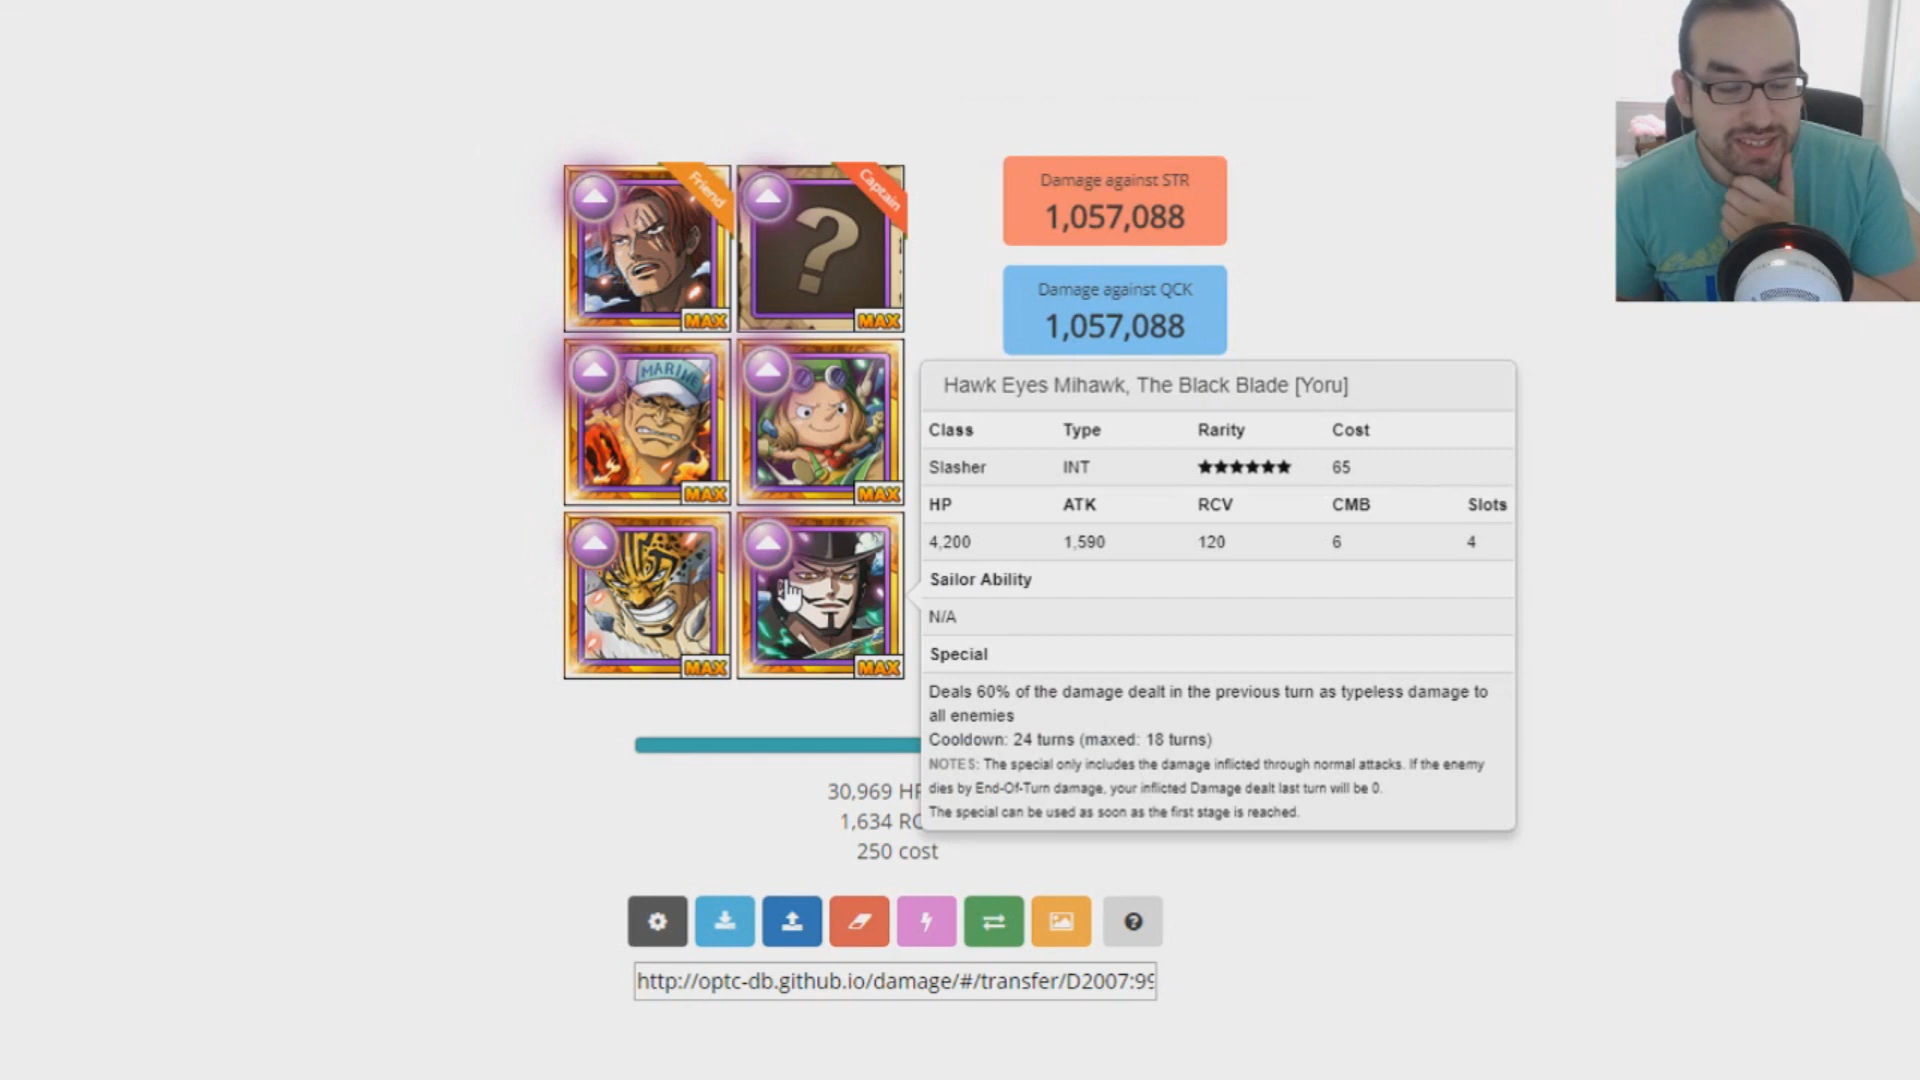 Friend
Captain
MAX
MAX
MARINE
MAX
MAX
MAX
MAX
Damage against STR
1,057,088
Damage against QCK
1,057,088
Hawk Eyes Mihawk, The Black Blade [Yoru]
Class Type Rarity Cost
Slasher INT ★★★★★★ 65
HP ATK RCV CMB Slots
4,200 1,590 120 6 4
Sailor Ability
N/A
Special
Deals 60% of the damage dealt in the previous turn as typeless damage to
all enemies
Cooldown: 24 turns (maxed: 18 turns)
NOTES: The special only includes the damage inflicted through normal attacks. If the enemy
dies by End-Of-Turn damage, your inflicted Damage dealt last turn will be 0.
The special can be used as soon as the first stage is reached.
30,969 HP
1,634 RC
250 cost
http://optc-db.github.io/damage/#/transfer/D2007:99